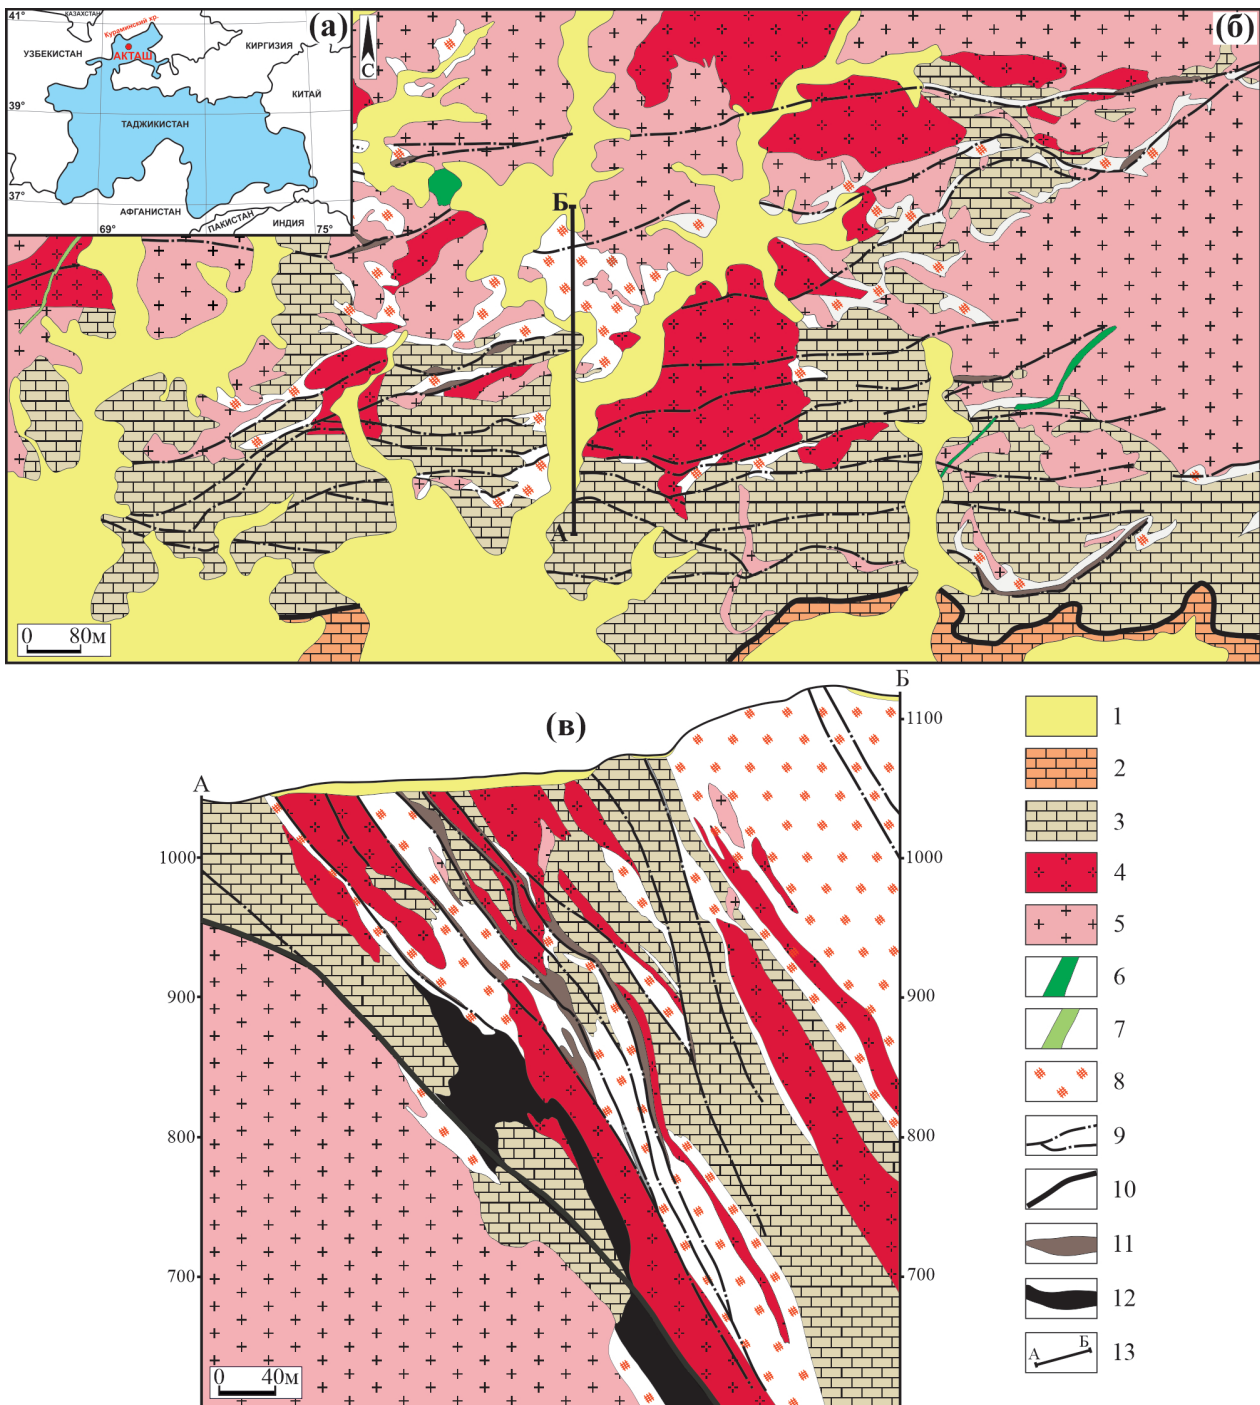 (а)
41°
КАЗАХСТАН
Кураминский хр.
УЗБЕКИСТАН
АКТАШ
КИРГИЗИЯ
КИТАЙ
39°
ТАДЖИКИСТАН
37°
АФГАНИСТАН
ПАКИСТАН
ИНДИЯ
69°
75°
(б)
С
Б
А
0 80м
(в)
А
Б
1100
1000
1000
900
900
800
800
700
700
0 40м
1
2
3
4
5
6
7
8
9
10
11
12
А Б
13